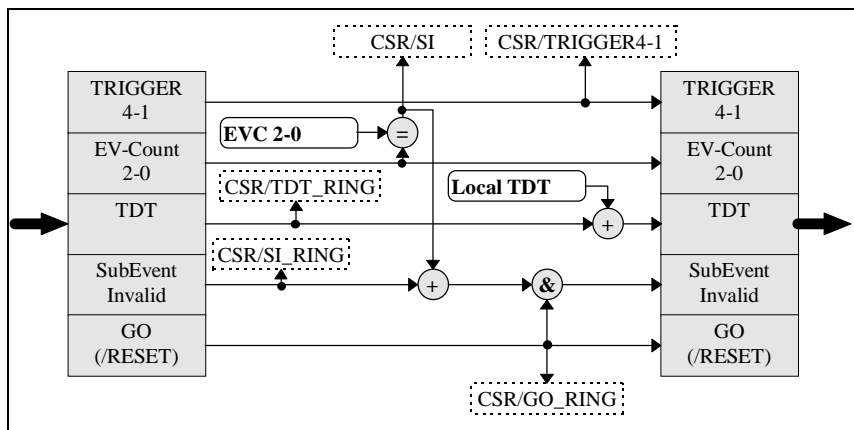 CSR/SI
CSR/TRIGGER4-1
TRIGGER
4-1
EV-Count
2-0
TDT
SubEvent
Invalid
GO
(/RESET)
EVC 2-0
=
CSR/TDT_RING
Local TDT
+
CSR/SI_RING
+
&
CSR/GO_RING
TRIGGER
4-1
EV-Count
2-0
TDT
SubEvent
Invalid
GO
(/RESET)